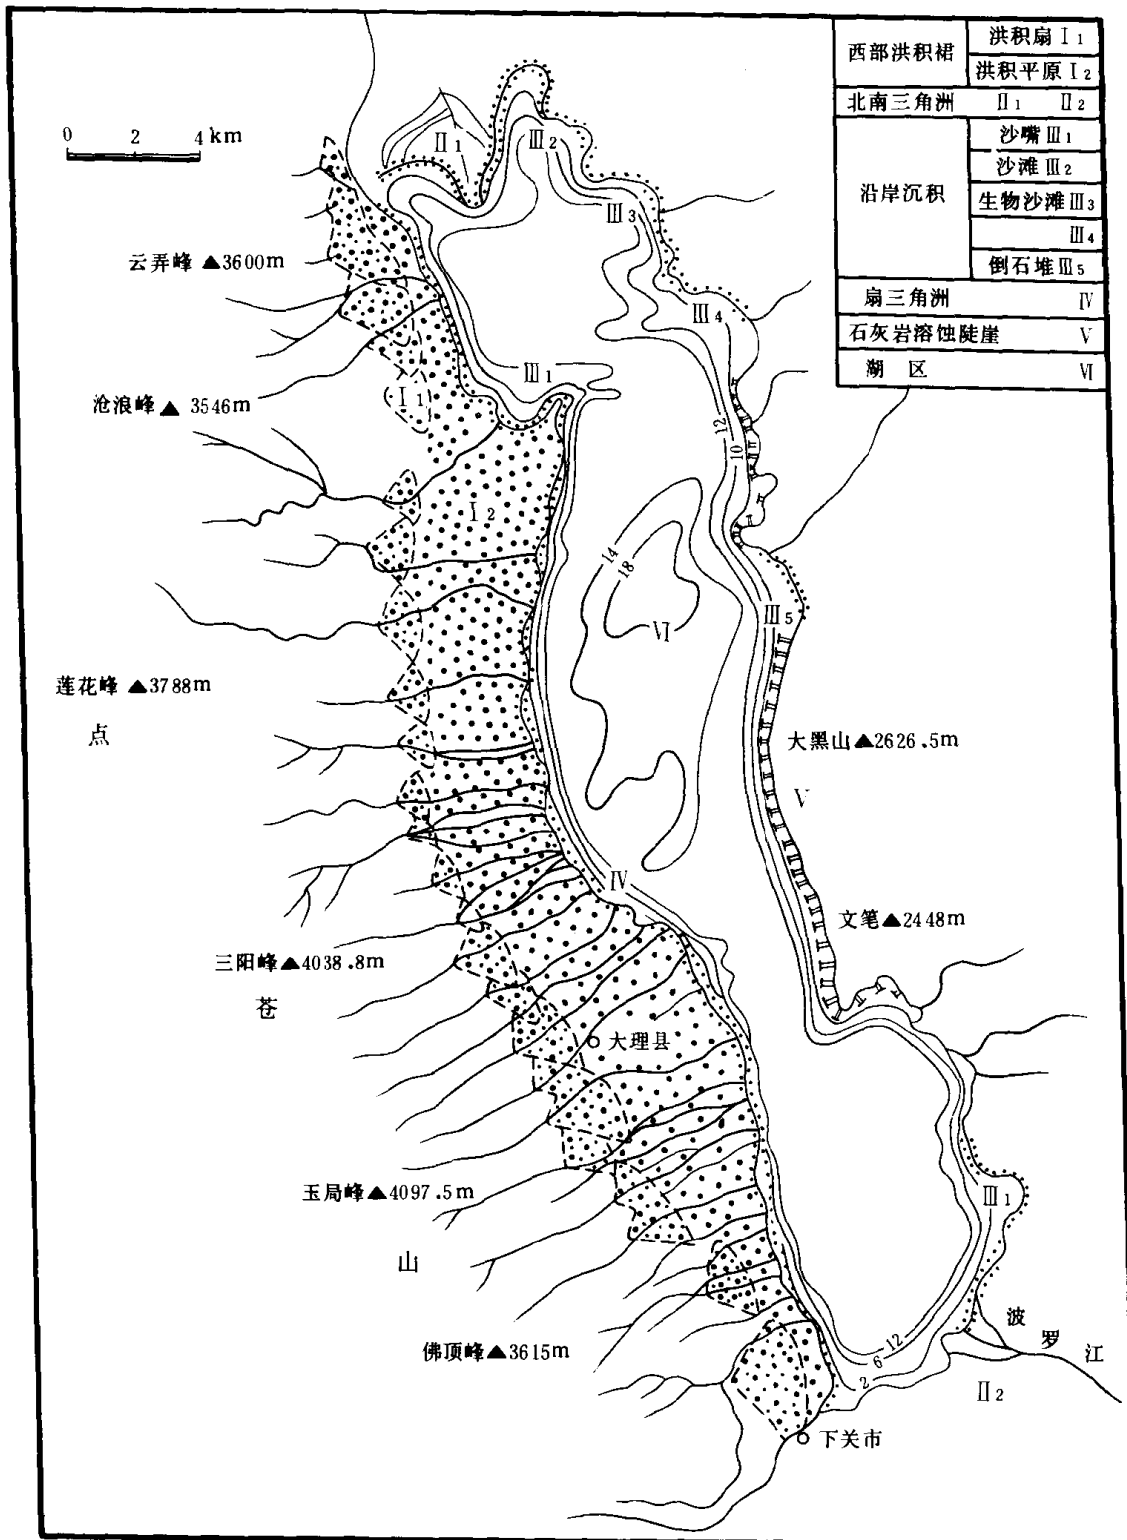 西部洪积裙
洪积扇 Ⅰ1
洪积平原 Ⅰ2
北南三角洲 Ⅱ1 Ⅱ2
沿岸沉积
沙嘴 Ⅲ1
沙滩 Ⅲ2
生物沙滩 Ⅲ3
Ⅲ4
倒石堆 Ⅲ5
扇三角洲 Ⅳ
石灰岩溶蚀陡崖 Ⅴ
湖 区 Ⅵ
0 2 4 km
Ⅱ1
Ⅲ2
Ⅲ3
云弄峰 ▲3600m
Ⅲ4
Ⅲ1
沧浪峰 ▲ 3546m
Ⅰ1
12
10
Ⅰ2
14
18
Ⅵ
Ⅲ5
莲花峰 ▲3788m
点
大黑山▲2626.5m
Ⅴ
Ⅳ
文笔▲2448m
三阳峰▲4038.8m
苍
大理县
玉局峰▲4097.5m
Ⅲ1
山
波
罗
江
佛顶峰▲3615m
12
6
2
Ⅱ2
下关市